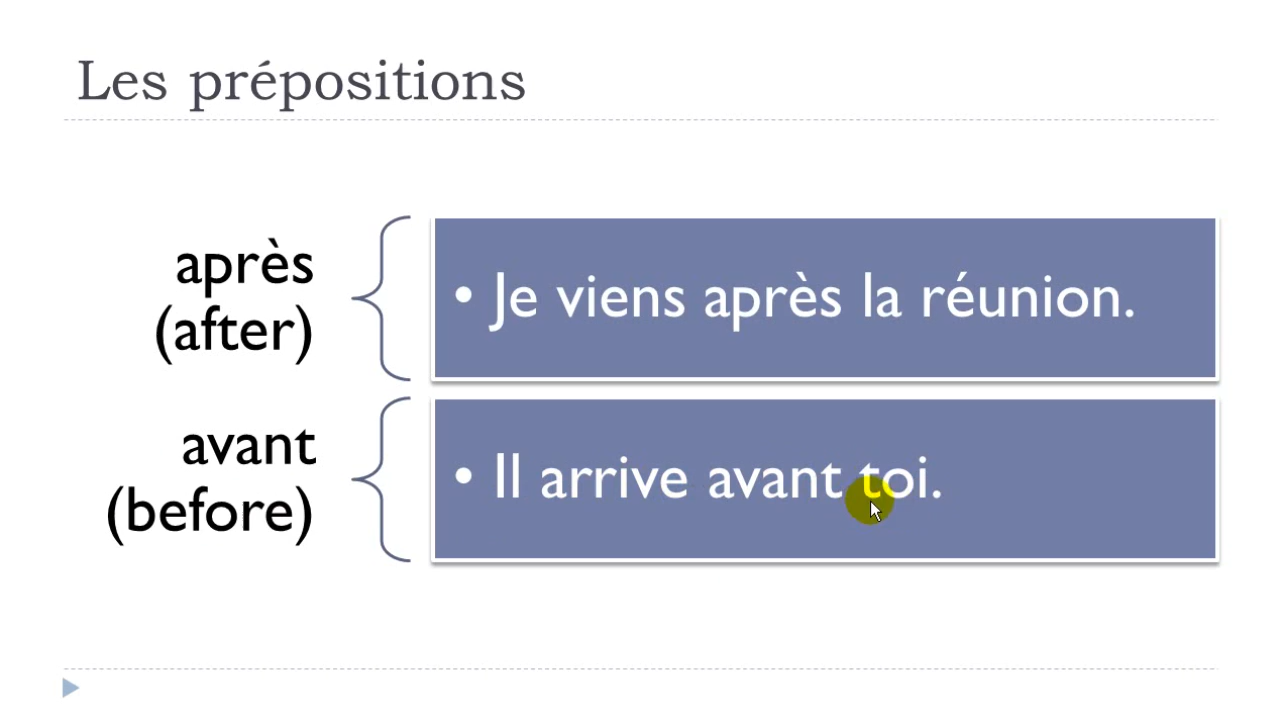 Les prépositions
après
(after)
• Je viens après la réunion.
avant
(before)
• Il arrive avant toi.